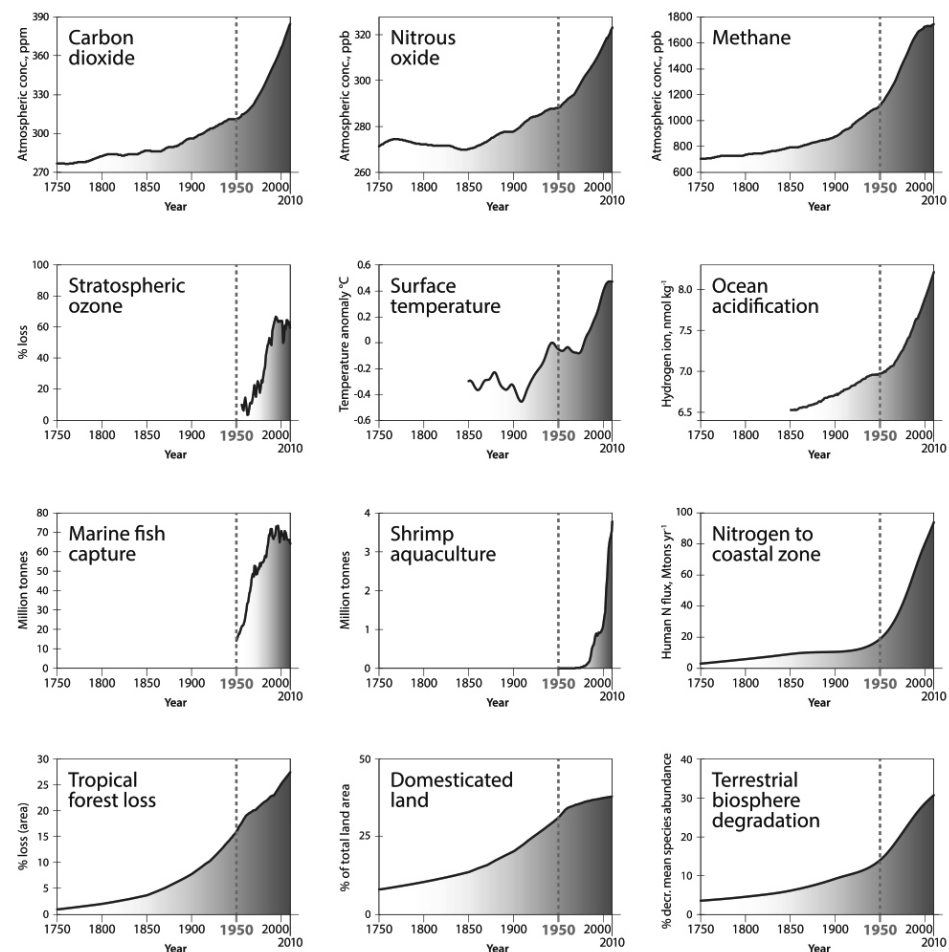 390
360
330
300
270
Atmospheric conc., ppm
Carbon
dioxide
1750 1800 1850 1900 1950 2000
2010
Year
320
300
280
260
Atmospheric conc., ppb
Nitrous
oxide
1750 1800 1850 1900 1950 2000
2010
Year
1800
1600
1400
1200
1000
800
600
Atmospheric conc., ppb
Methane
1750 1800 1850 1900 1950 2000
2010
Year
100
80
60
40
20
0
% loss
Stratospheric
ozone
1750 1800 1850 1900 1950 2000
2010
Year
0.6
0.4
0.2
0
-0.2
-0.4
-0.6
Temperature anomaly °C
Surface
temperature
1750 1800 1850 1900 1950 2000
2010
Year
8.0
7.5
7.0
6.5
Hydrogen ion, nmol kg⁻¹
Ocean
acidification
1750 1800 1850 1900 1950 2000
2010
Year
80
70
60
50
40
30
20
10
0
Million tonnes
Marine fish
capture
1750 1800 1850 1900 1950 2000
2010
Year
4
3
2
1
0
Million tonnes
Shrimp
aquaculture
1750 1800 1850 1900 1950 2000
2010
Year
100
80
60
40
20
0
Human N flux, Mtons yr⁻¹
Nitrogen to
coastal zone
1750 1800 1850 1900 1950 2000
2010
Year
30
25
20
15
10
5
0
% loss (area)
Tropical
forest loss
1750 1800 1850 1900 1950 2000
2010
Year
50
25
0
% of total land area
Domesticated
land
1750 1800 1850 1900 1950 2000
2010
Year
40
30
20
10
0
% decr. mean species abundance
Terrestrial
biosphere
degradation
1750 1800 1850 1900 1950 2000
2010
Year